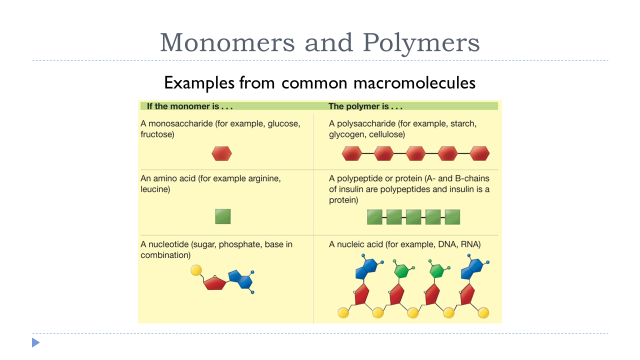 Monomers and Polymers
Examples from common macromolecules
If the monomer is . . .
The polymer is . . .
A monosaccharide (for example, glucose,
fructose)
A polysaccharide (for example, starch,
glycogen, cellulose)
An amino acid (for example arginine,
leucine)
A polypeptide or protein (A- and B-chains
of insulin are polypeptides and insulin is a
protein)
A nucleotide (sugar, phosphate, base in
combination)
A nucleic acid (for example, DNA, RNA)